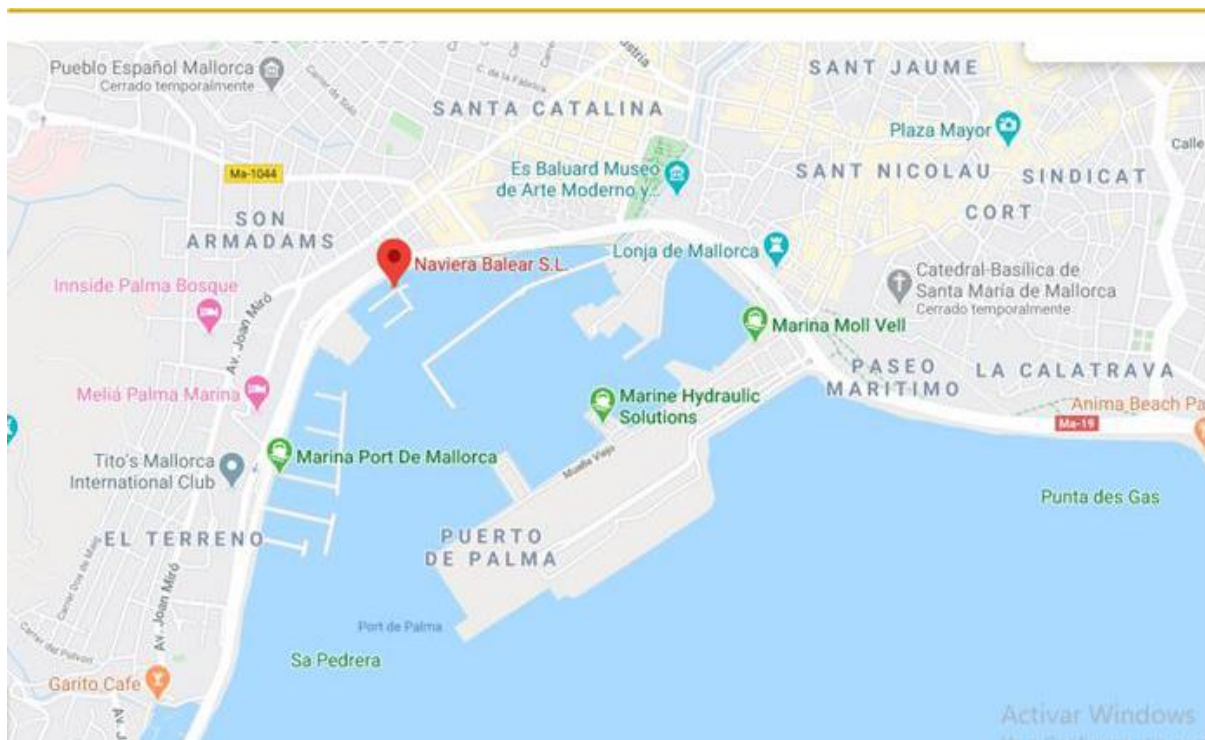 Pueblo Español Mallorca
Cerrado temporalmente
C. de la Fabrica
SANT JAUME
SANTA CATALINA
Plaza Mayor
Calle
Ma-1044
Es Baluard Museo
de Arte Moderno y...
SANT NICOLAU
SINDICAT
SON
ARMADAMS
CORT
Naviera Balear S.L.
Lonja de Mallorca
Catedral-Basílica de
Santa María de Mallorca
Cerrado temporalmente
Innside Palma Bosque
Av. Joan Miró
Marina Moll Vell
PASEO
MARITIMO
LA CALATRAVA
Meliá Palma Marina
Marine Hydraulic
Solutions
Anima Beach Pa
Ma-19
Marina Port De Mallorca
Tito's Mallorca
International Club
Muelle Viejo
Punta des Gas
EL TERRENO
PUERTO
DE PALMA
Av. Joan Miró
Port de Palma
Sa Pedrera
Garito Cafe
Av. J
Activar Windows